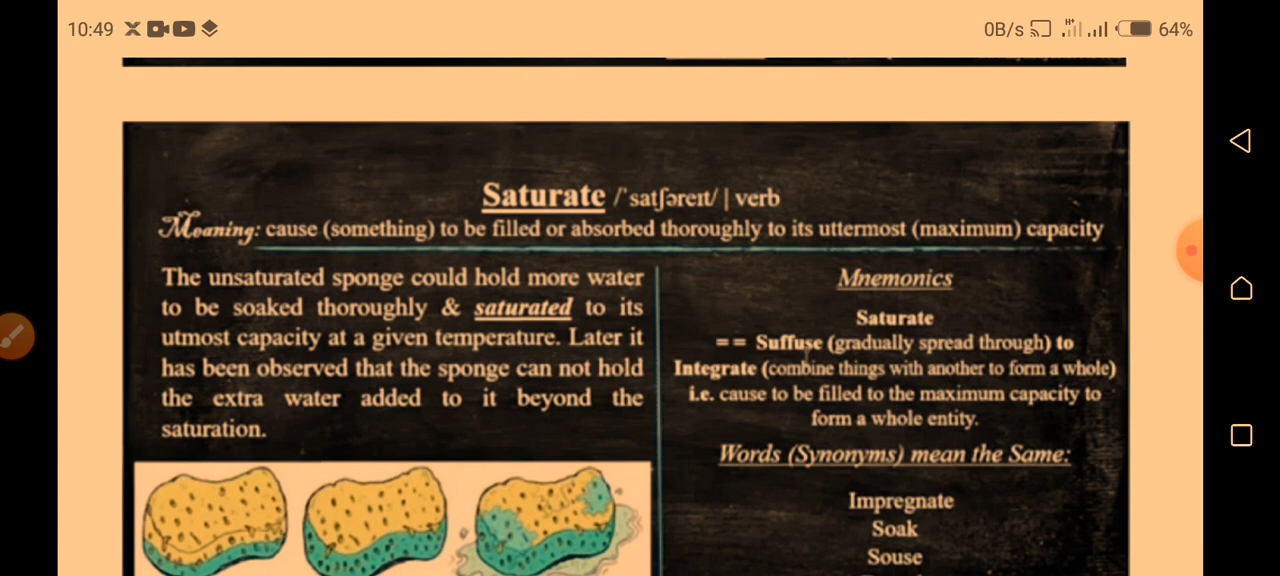 10:49
0B/s
H+
64%
Saturate /ˈsatʃəreɪt/ | verb
Meaning: cause (something) to be filled or absorbed thoroughly to its uttermost (maximum) capacity
The unsaturated sponge could hold more water
to be soaked thoroughly & saturated to its
utmost capacity at a given temperature. Later it
has been observed that the sponge can not hold
the extra water added to it beyond the
saturation.
Mnemonics
Saturate
== Suffuse (gradually spread through) to
Integrate (combine things with another to form a whole)
i.e. cause to be filled to the maximum capacity to
form a whole entity.
Words (Synonyms) mean the Same:
Impregnate
Soak
Souse